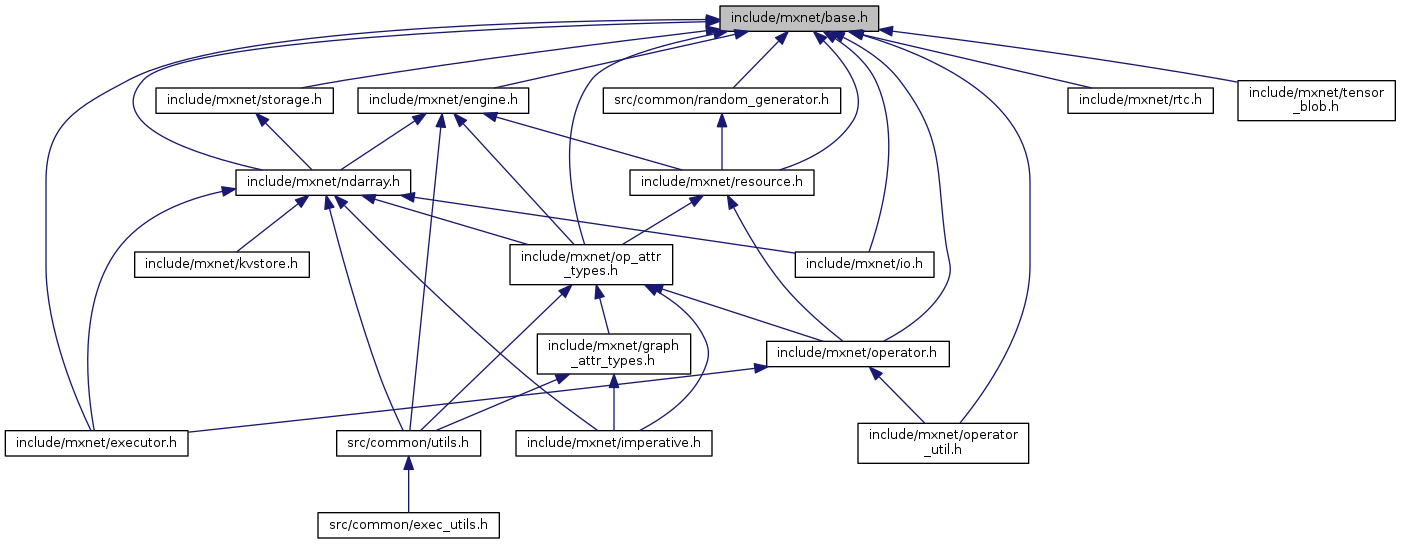 include/mxnet/base.h
include/mxnet/storage.h
include/mxnet/engine.h
src/common/random_generator.h
include/mxnet/rtc.h
include/mxnet/tensor
_blob.h
include/mxnet/ndarray.h
include/mxnet/resource.h
include/mxnet/kvstore.h
include/mxnet/op_attr
_types.h
include/mxnet/io.h
include/mxnet/graph
_attr_types.h
include/mxnet/operator.h
include/mxnet/executor.h
src/common/utils.h
include/mxnet/imperative.h
include/mxnet/operator
_util.h
src/common/exec_utils.h